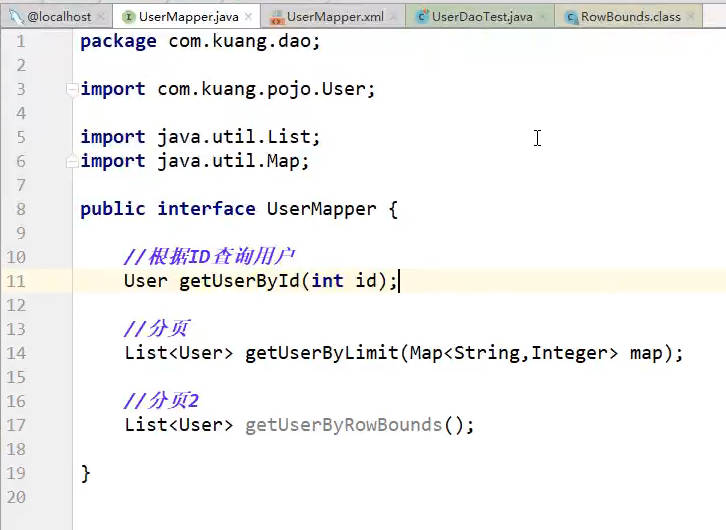 @localhost UserMapper.java UserMapper.xml UserDaoTest.java RowBounds.class
1 package com.kuang.dao;
2
3 import com.kuang.pojo.User;
4
5 import java.util.List;
6 import java.util.Map;
7
8 public interface UserMapper {
9
10 //根据ID查询用户
11 User getUserById(int id);
12
13 //分页
14 List<User> getUserByLimit(Map<String,Integer> map);
15
16 //分页2
17 List<User> getUserByRowBounds();
18
19 }
20